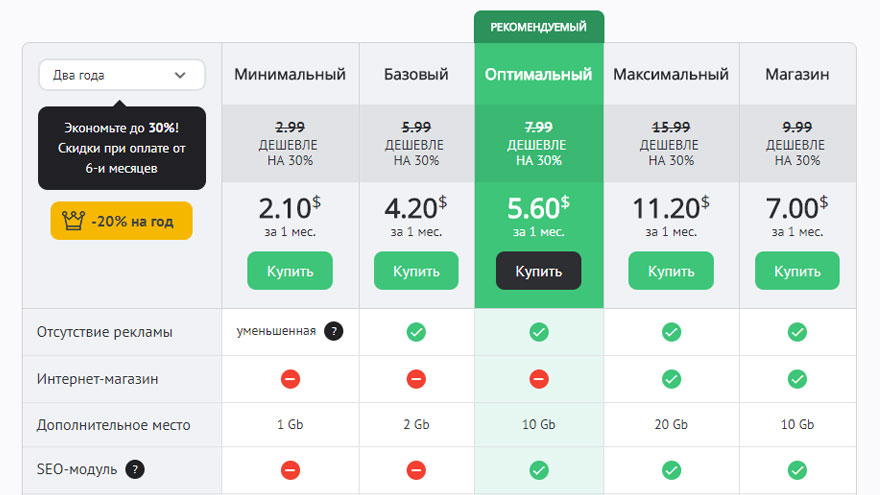 РЕКОМЕНДУЕМЫЙ
Два года
Минимальный
Базовый
Оптимальный
Максимальный
Магазин
Экономьте до 30%!
Скидки при оплате от
6-и месяцев
-20% на год
2.99
ДЕШЕВЛЕ
НА 30%
5.99
ДЕШЕВЛЕ
НА 30%
7.99
ДЕШЕВЛЕ
НА 30%
15.99
ДЕШЕВЛЕ
НА 30%
9.99
ДЕШЕВЛЕ
НА 30%
2.10$
за 1 мес.
Купить
4.20$
за 1 мес.
Купить
5.60$
за 1 мес.
Купить
11.20$
за 1 мес.
Купить
7.00$
за 1 мес.
Купить
Отсутствие рекламы
уменьшенная ?
Интернет-магазин
Дополнительное место
1 Gb
2 Gb
10 Gb
20 Gb
10 Gb
SEO-модуль ?